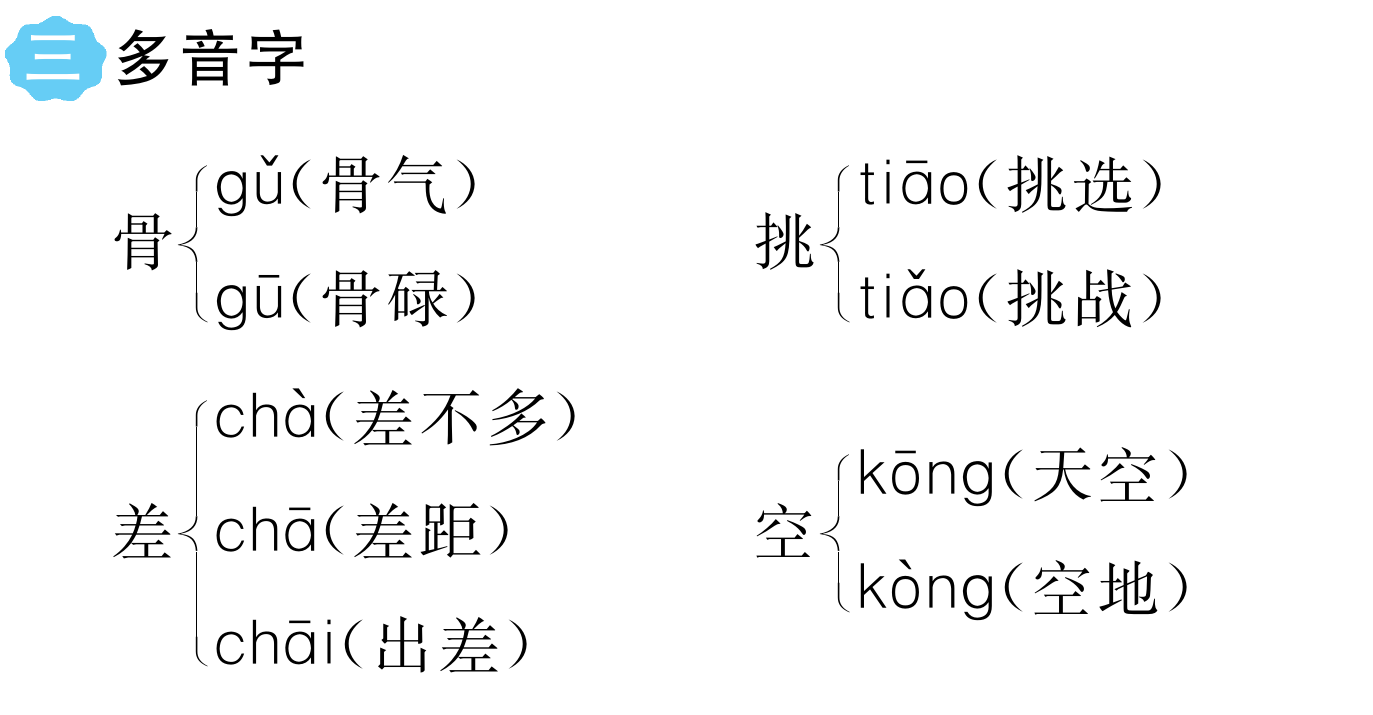 三 多音字
骨
gǔ(骨气)
gū(骨碌)
挑
tiāo(挑选)
tiǎo(挑战)
差
chà(差不多)
chā(差距)
chāi(出差)
空
kōng(天空)
kòng(空地)